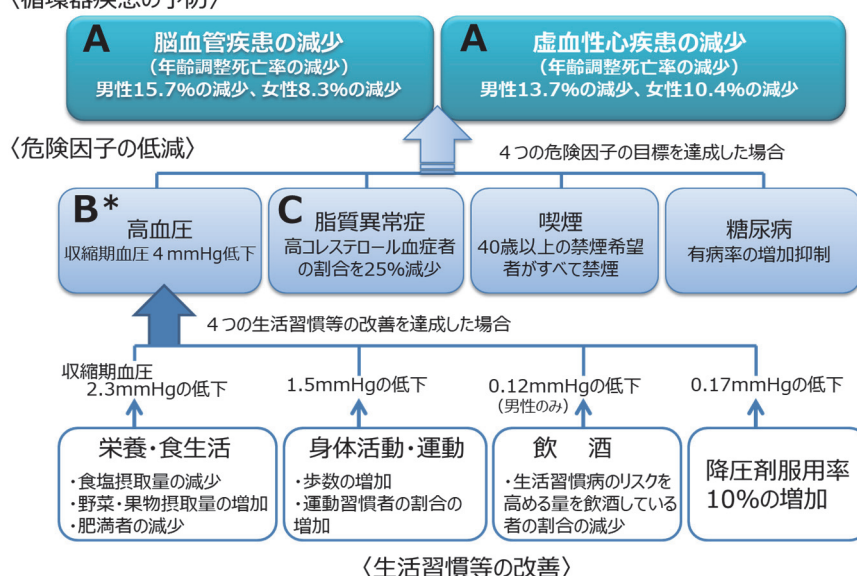 〈循環器疾患の予防〉
A 脳血管疾患の減少
（年齢調整死亡率の減少）
男性15.7%の減少、女性8.3%の減少
A 虚血性心疾患の減少
（年齢調整死亡率の減少）
男性13.7%の減少、女性10.4%の減少
〈危険因子の低減〉
４つの危険因子の目標を達成した場合
B*
高血圧
収縮期血圧４mmHg低下
C 脂質異常症
高コレステロール血症者
の割合を25%減少
喫煙
40歳以上の禁煙希望
者がすべて禁煙
糖尿病
有病率の増加抑制
４つの生活習慣等の改善を達成した場合
収縮期血圧
2.3mmHgの低下
1.5mmHgの低下
0.12mmHgの低下
（男性のみ）
0.17mmHgの低下
栄養・食生活
・食塩摂取量の減少
・野菜・果物摂取量の増加
・肥満者の減少
身体活動・運動
・歩数の増加
・運動習慣者の割合の
増加
飲　酒
・生活習慣病のリスクを
高める量を飲酒している
者の割合の減少
降圧剤服用率
10%の増加
〈生活習慣等の改善〉